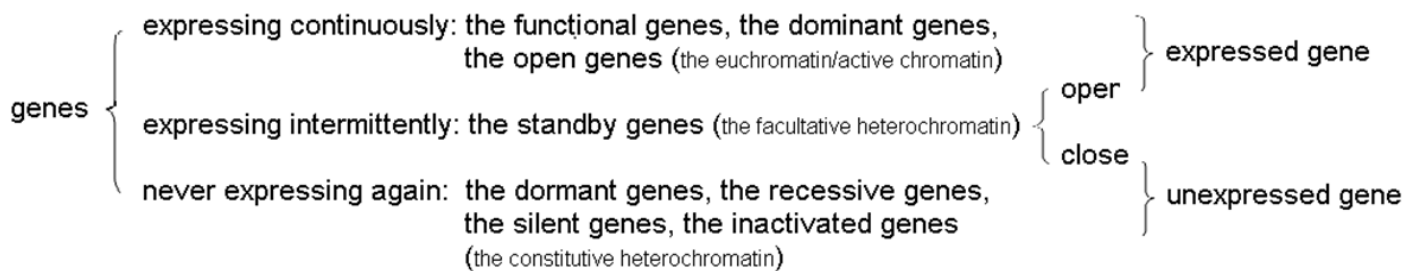 expressing continuously: the functional genes, the dominant genes,
the open genes (the euchromatin/active chromatin)
expressed gene
oper
genes
expressing intermittently: the standby genes (the facultative heterochromatin)
close
never expressing again: the dormant genes, the recessive genes,
unexpressed gene
the silent genes, the inactivated genes
(the constitutive heterochromatin)